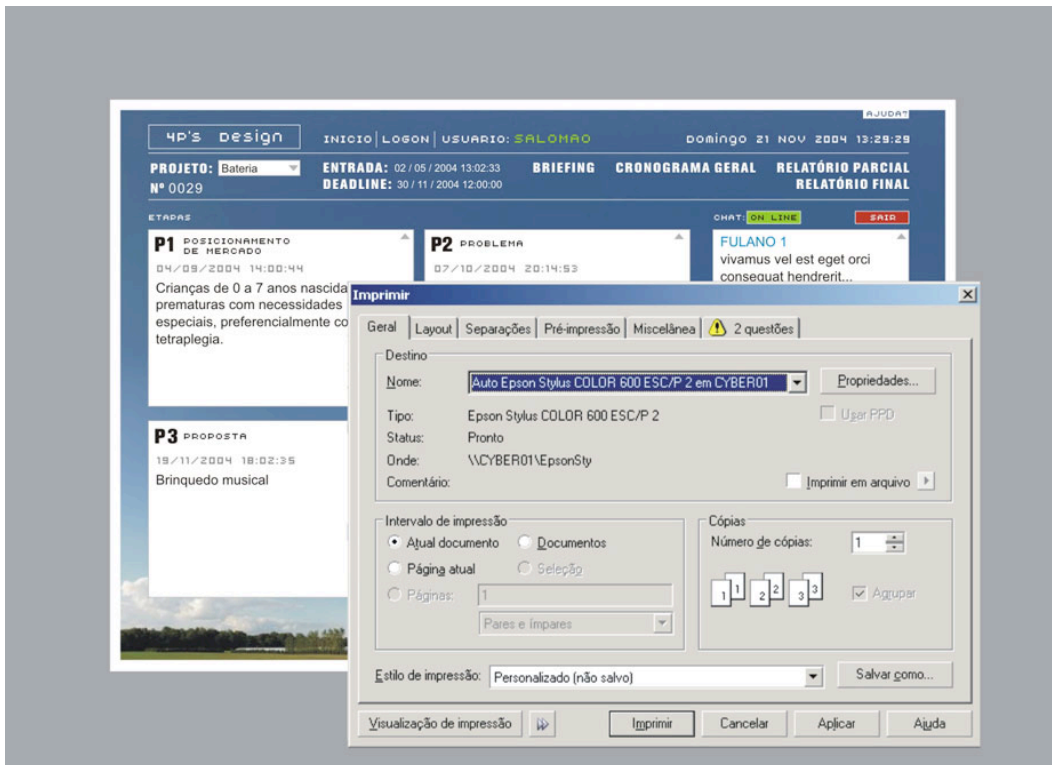 AJUDA?
4P's Design
INICIO | LOGON | USUARIO: SALOMAO
Domingo 21 NOV 2004 13:29:29
PROJETO: Bateria
Nº 0029
ENTRADA: 02 / 05 / 2004 13:02:33
DEADLINE: 30 / 11 / 2004 12:00:00
BRIEFING
CRONOGRAMA GERAL
RELATÓRIO PARCIAL
RELATÓRIO FINAL
ETAPAS
CHAT: ON LINE
SAIR
P1 POSICIONAMENTO
DE MERCADO
04/09/2004 14:00:44
Crianças de 0 a 7 anos nascida
prematuras com necessidades
especiais, preferencialmente co
tetraplegia.
P2 PROBLEMA
07/10/2004 20:14:53
FULANO 1
vivamus vel est eget orci
consequat hendrerit...
P3 PROPOSTA
19/11/2004 18:02:35
Brinquedo musical
Imprimir
Geral
Layout
Separações
Pré-impressão
Miscelânea
2 questões
Destino
Nome: Auto Epson Stylus COLOR 600 ESC/P 2 em CYBER01
Propriedades...
Tipo: Epson Stylus COLOR 600 ESC/P 2
Usar PPD
Status: Pronto
Onde: \\CYBER01\EpsonSty
Comentário:
Imprimir em arquivo
Intervalo de impressão
Atual documento
Documentos
Página atual
Seleção
Páginas: 1
Pares e ímpares
Cópias
Número de cópias: 1
1 1 2 2 3 3
Agrupar
Estilo de impressão: Personalizado (não salvo)
Salvar como...
Visualização de impressão
Imprimir
Cancelar
Aplicar
Ajuda